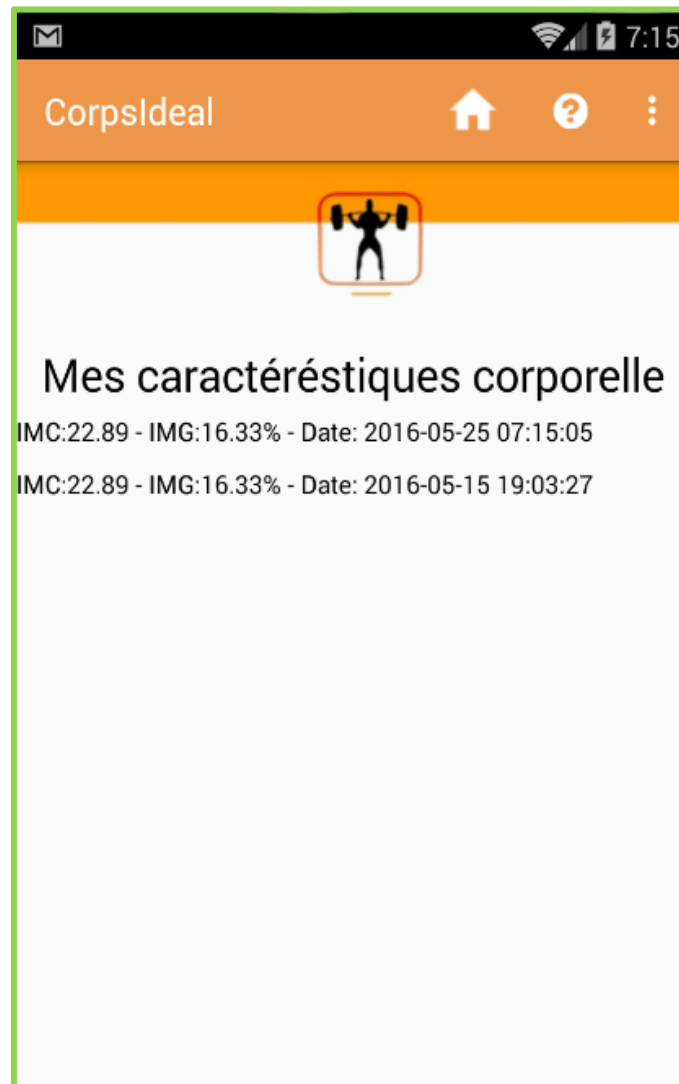 7:15
CorpsIdeal
Mes caractéréstiques corporelle
IMC:22.89 - IMG:16.33% - Date: 2016-05-25 07:15:05
IMC:22.89 - IMG:16.33% - Date: 2016-05-15 19:03:27